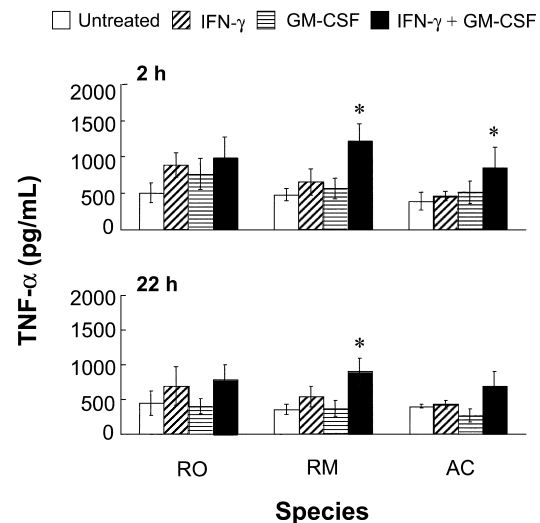 Untreated IFN-γ GM-CSF IFN-γ + GM-CSF
2 h
2000
1500
1000
500
0
*
*
TNF-α (pg/mL)
22 h
2000
1500
1000
500
0
*
RO RM AC
Species